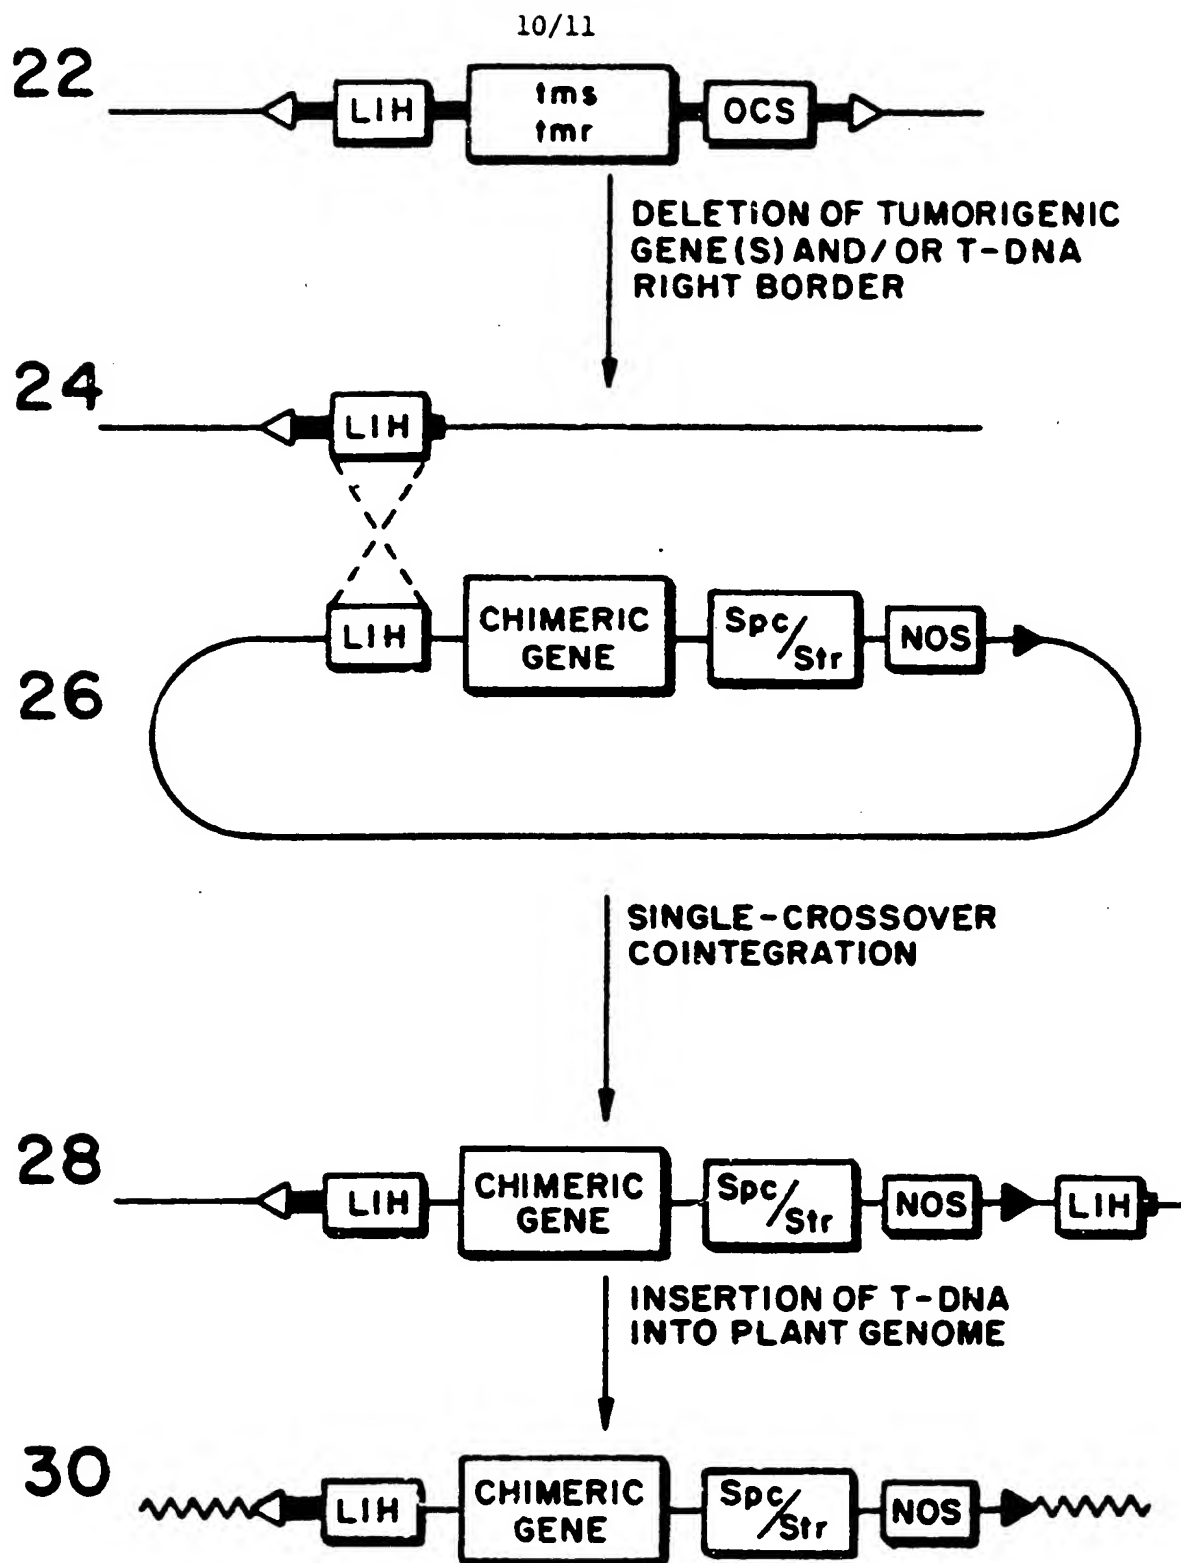 10/11
22
LIH
tms
tmr
OCS
DELETION OF TUMORIGENIC
GENE(S) AND/OR T-DNA
RIGHT BORDER
24
LIH
26
LIH
CHIMERIC
GENE
Spc/
Str
NOS
SINGLE-CROSSOVER
COINTEGRATION
28
LIH
CHIMERIC
GENE
Spc/
Str
NOS
LIH
INSERTION OF T-DNA
INTO PLANT GENOME
30
LIH
CHIMERIC
GENE
Spc/
Str
NOS